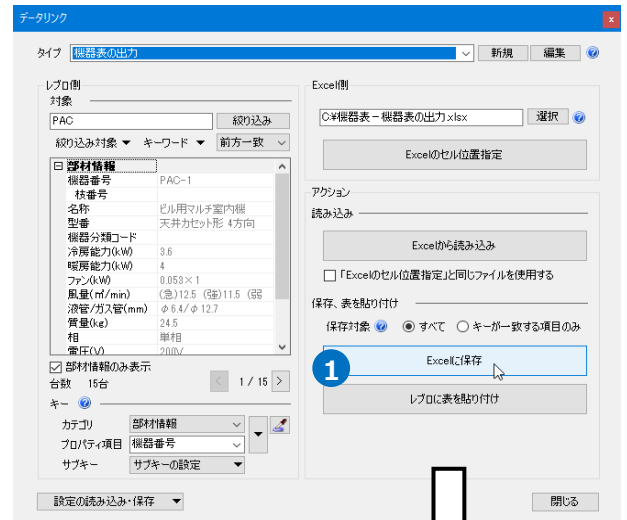 データリンク
タイプ 機器表の出力 新規 編集
レブロ側
対象
PAC 絞り込み
絞り込み対象 キーワード 前方一致
部材情報
機器番号 PAC-1
枝番号
名称 ビル用マルチ室内機
型番 天井カセット形 4方向
機器分類コード
冷房能力(kW) 3.6
暖房能力(kW) 4
ファン(kW) 0.053×1
風量(㎥/min) (急)12.5 (強)11.5 (弱
液管/ガス管(mm) φ6.4/φ12.7
質量(kg) 24.5
相 単相
電圧(V) 200V
部材情報のみ表示
台数 15台 1 / 15
キー
カテゴリ 部材情報
プロパティ項目 機器番号
サブキー サブキーの設定
設定の読み込み・保存
Excel側
C:¥機器表-機器表の出力.xlsx 選択
Excelのセル位置指定
アクション
読み込み
Excelから読み込み
「Excelのセル位置指定」と同じファイルを使用する
保存、表を貼り付け
保存対象 すべて キーが一致する項目のみ
1 Excelに保存
レブロに表を貼り付け
閉じる